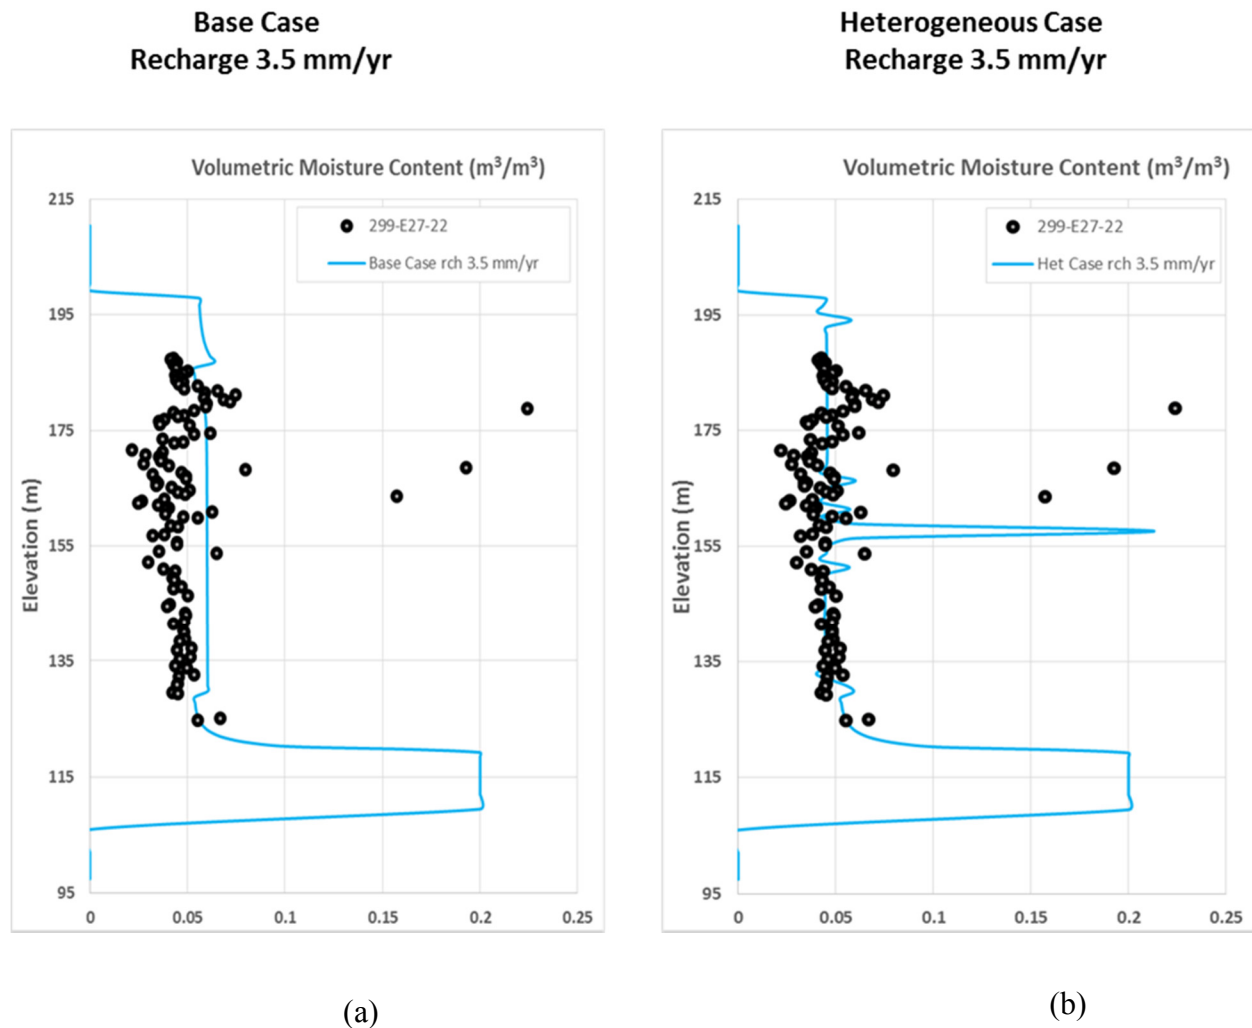 Base Case
Recharge 3.5 mm/yr
Heterogeneous Case
Recharge 3.5 mm/yr
Volumetric Moisture Content (m³/m³)
215
299-E27-22
Base Case rch 3.5 mm/yr
195
175
155
135
115
95
Elevation (m)
0 0.05 0.1 0.15 0.2 0.25
(a)
Volumetric Moisture Content (m³/m³)
215
299-E27-22
Het Case rch 3.5 mm/yr
195
175
155
135
115
95
Elevation (m)
0 0.05 0.1 0.15 0.2 0.25
(b)